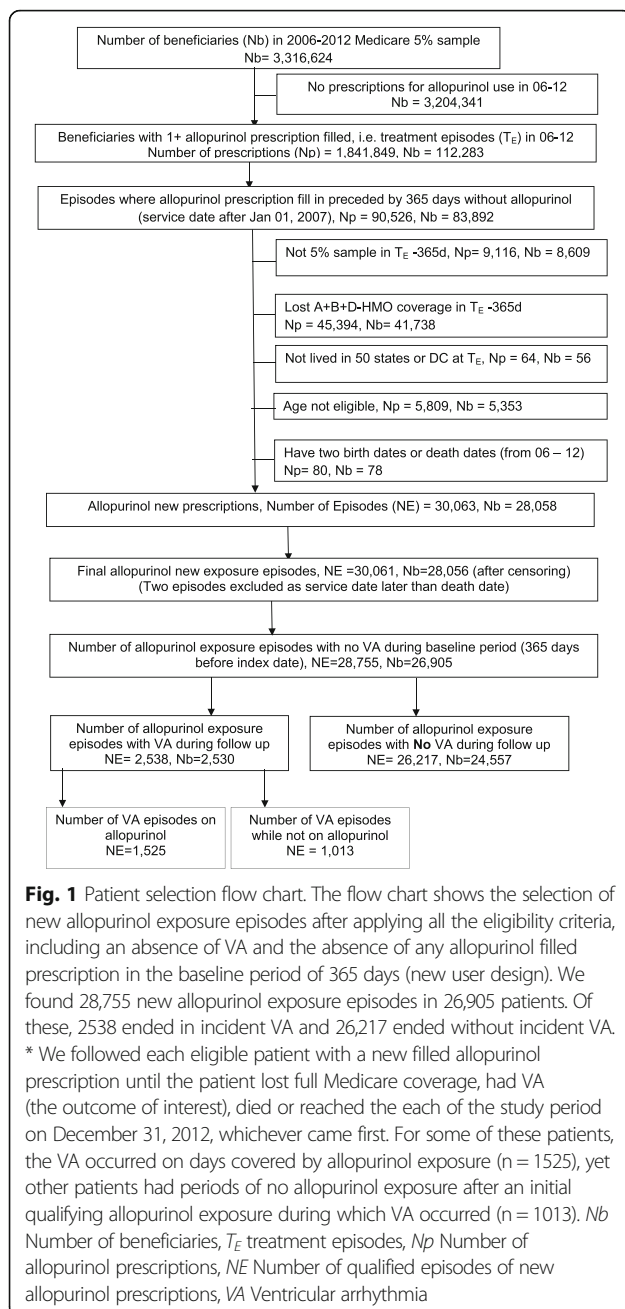 Number of beneficiaries (Nb) in 2006-2012 Medicare 5% sample
Nb= 3,316,624
No prescriptions for allopurinol use in 06-12
Nb = 3,204,341
Beneficiaries with 1+ allopurinol prescription filled, i.e. treatment episodes (TE) in 06-12
Number of prescriptions (Np) = 1,841,849, Nb = 112,283
Episodes where allopurinol prescription fill in preceded by 365 days without allopurinol
(service date after Jan 01, 2007), Np = 90,526, Nb = 83,892
Not 5% sample in TE -365d, Np= 9,116, Nb = 8,609
Lost A+B+D-HMO coverage in TE -365d
Np = 45,394, Nb= 41,738
Not lived in 50 states or DC at TE, Np = 64, Nb = 56
Age not eligible, Np = 5,809, Nb = 5,353
Have two birth dates or death dates (from 06 – 12)
Np= 80, Nb = 78
Allopurinol new prescriptions, Number of Episodes (NE) = 30,063, Nb = 28,058
Final allopurinol new exposure episodes, NE =30,061, Nb=28,056 (after censoring)
(Two episodes excluded as service date later than death date)
Number of allopurinol exposure episodes with no VA during baseline period (365 days
before index date), NE=28,755, Nb=26,905
Number of allopurinol exposure
episodes with VA during follow up
NE= 2,538, Nb=2,530
Number of allopurinol exposure
episodes with No VA during follow up
NE= 26,217, Nb=24,557
Number of VA episodes on
allopurinol
NE=1,525
Number of VA episodes
while not on allopurinol
NE = 1,013
Fig. 1 Patient selection flow chart. The flow chart shows the selection of
new allopurinol exposure episodes after applying all the eligibility criteria,
including an absence of VA and the absence of any allopurinol filled
prescription in the baseline period of 365 days (new user design). We
found 28,755 new allopurinol exposure episodes in 26,905 patients. Of
these, 2538 ended in incident VA and 26,217 ended without incident VA.
* We followed each eligible patient with a new filled allopurinol
prescription until the patient lost full Medicare coverage, had VA
(the outcome of interest), died or reached the each of the study period
on December 31, 2012, whichever came first. For some of these patients,
the VA occurred on days covered by allopurinol exposure (n = 1525), yet
other patients had periods of no allopurinol exposure after an initial
qualifying allopurinol exposure during which VA occurred (n = 1013). Nb
Number of beneficiaries, TE treatment episodes, Np Number of
allopurinol prescriptions, NE Number of qualified episodes of new
allopurinol prescriptions, VA Ventricular arrhythmia